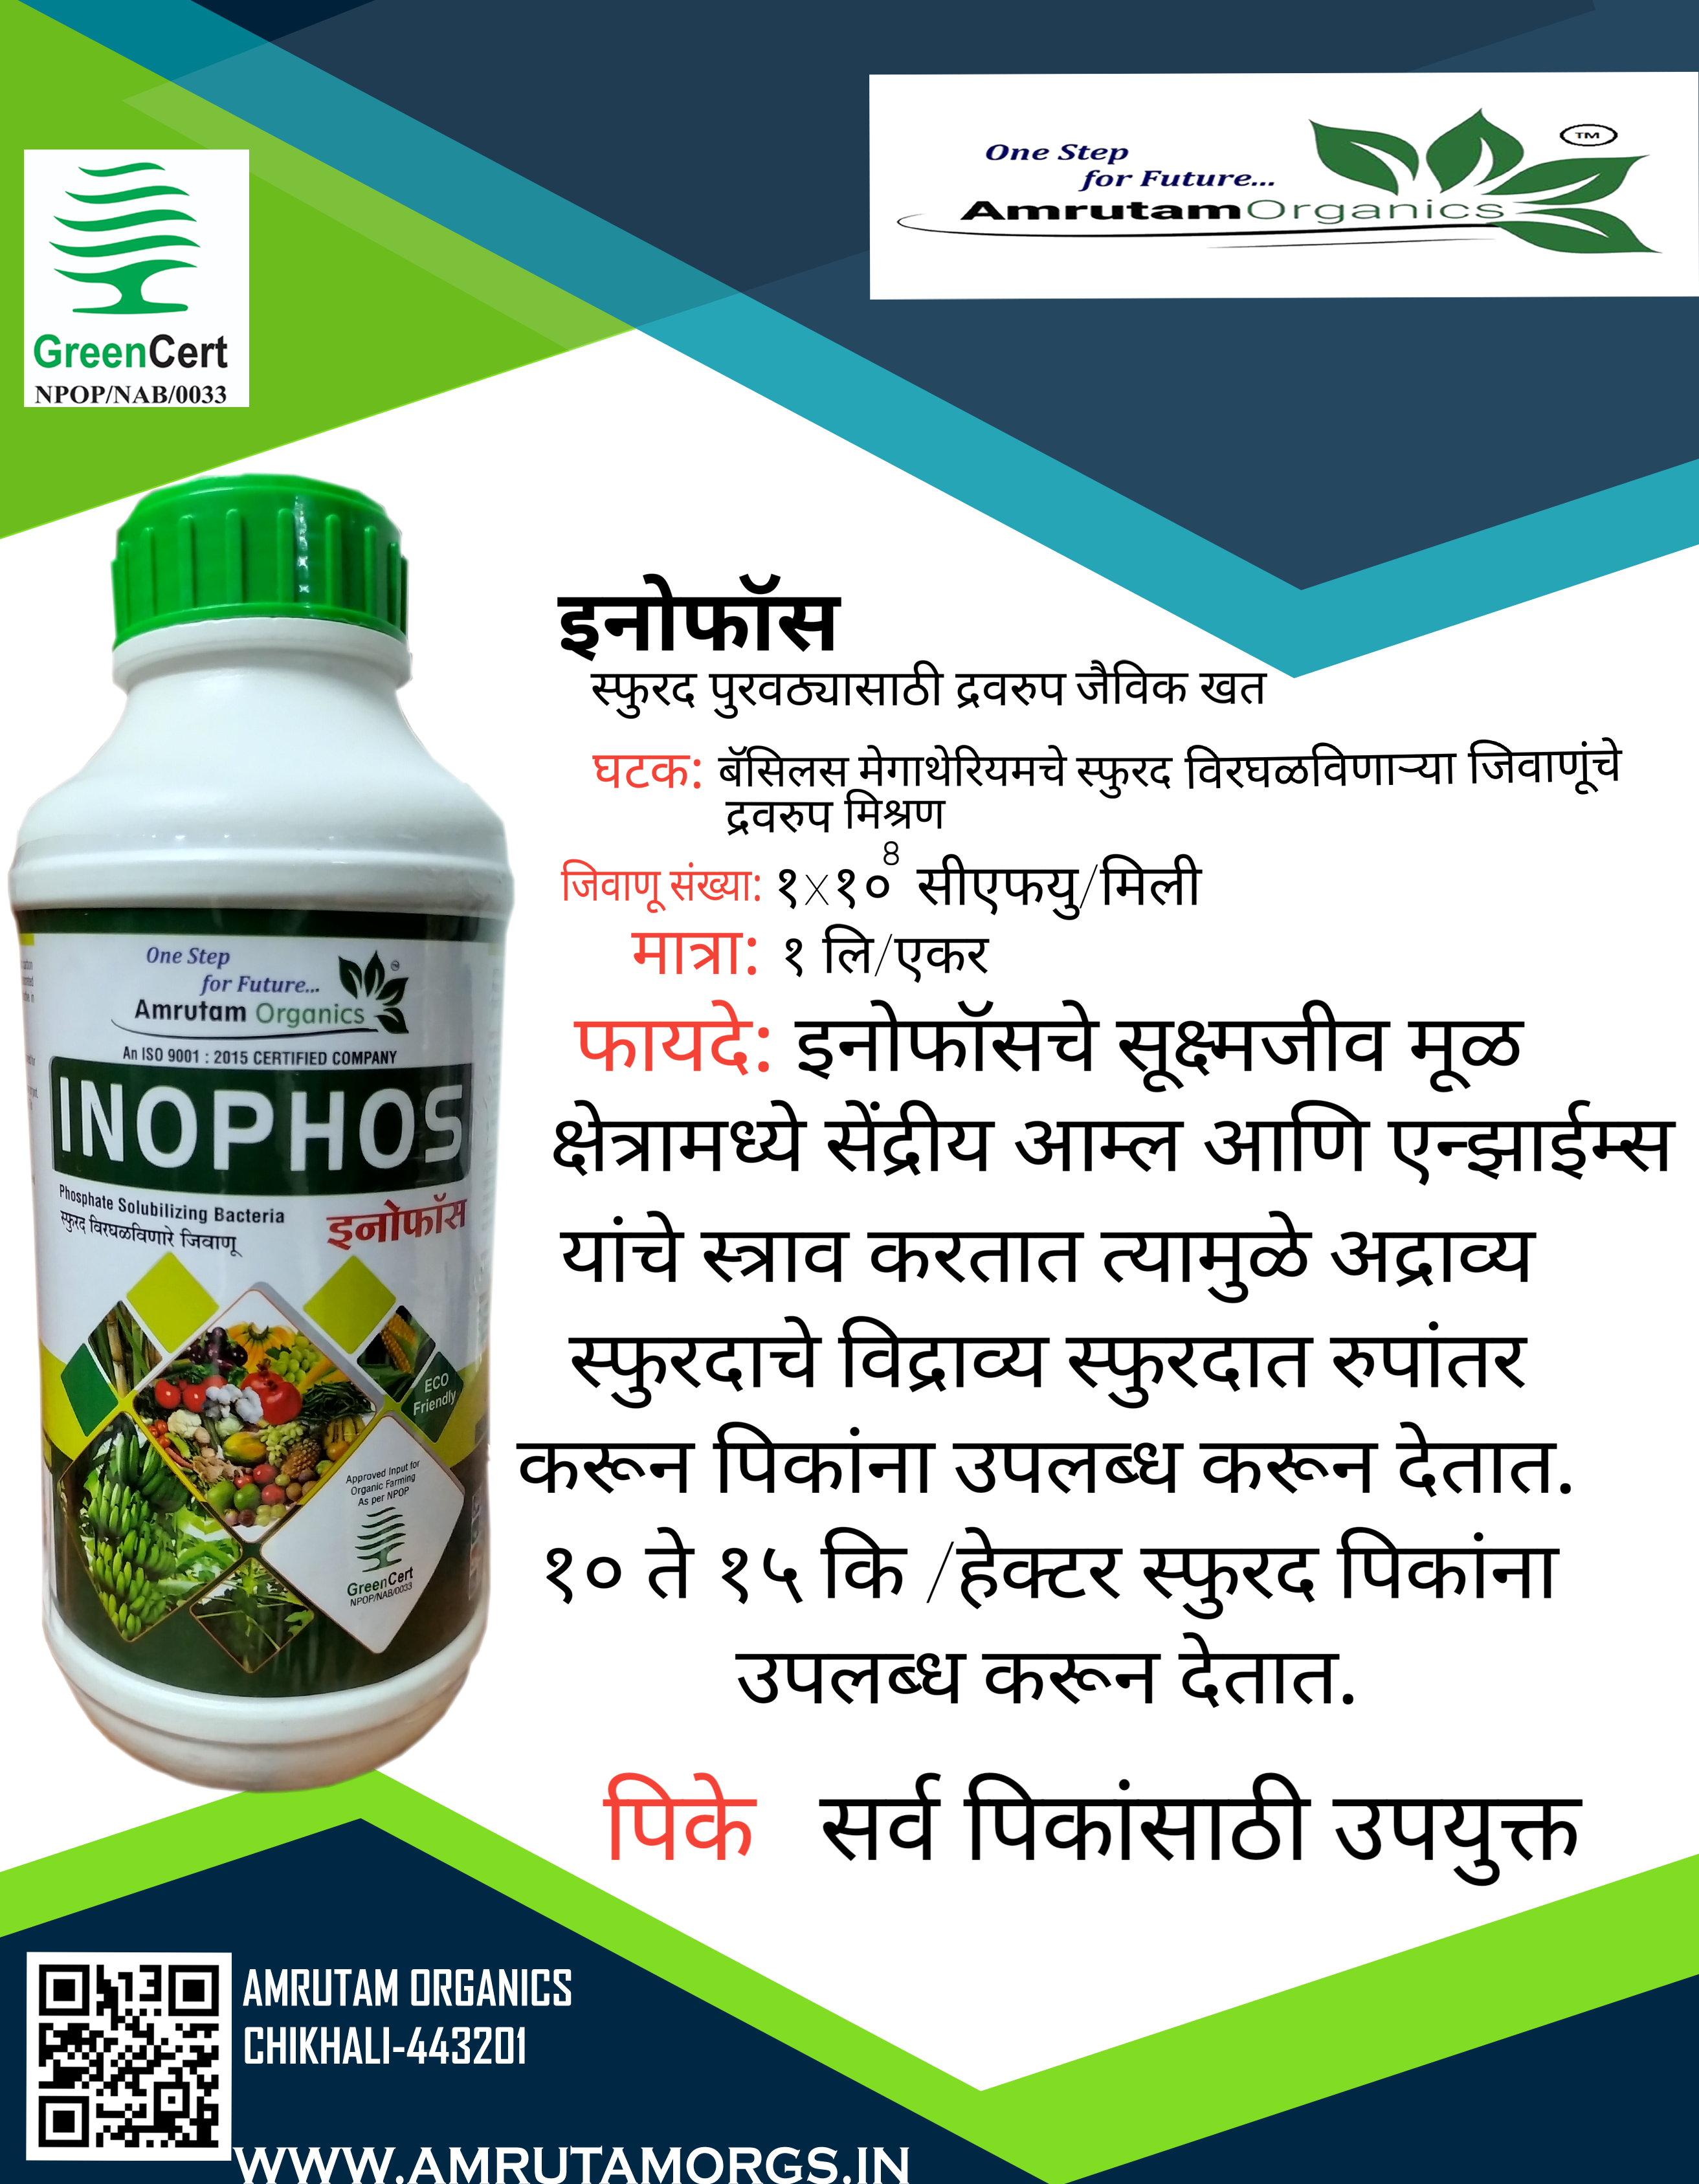 One Step
for Future...
AmrutamOrganics
TM
GreenCert
NPOP/NAB/0033
इनोफॉस
स्फुरद पुरवठ्यासाठी द्रवरुप जैविक खत
घटक: बॅसिलस मेगाथेरियमचे स्फुरद विरघळविणाऱ्या जिवाणूंचे
द्रवरुप मिश्रण
जिवाणू संख्या: १x१०⁸ सीएफयु/मिली
मात्रा: १ लि/एकर
फायदे: इनोफॉसचे सूक्ष्मजीव मूळ
क्षेत्रामध्ये सेंद्रीय आम्ल आणि एन्झाईम्स
यांचे स्त्राव करतात त्यामुळे अद्राव्य
स्फुरदाचे विद्राव्य स्फुरदात रुपांतर
करून पिकांना उपलब्ध करून देतात.
१० ते १५ कि /हेक्टर स्फुरद पिकांना
उपलब्ध करून देतात.
पिके सर्व पिकांसाठी उपयुक्त
One Step
for Future...
Amrutam Organics
An ISO 9001 : 2015 CERTIFIED COMPANY
INOPHOS
Phosphate Solubilizing Bacteria
स्फुरद विरघळविणारे जिवाणू
इनोफॉस
ECO
Friendly
Approved Input for
Organic Farming
As per NPOP
GreenCert
NPOP/NAB/0033
AMRUTAM ORGANICS
CHIKHALI-443201
WWW.AMRUTAMORGS.IN